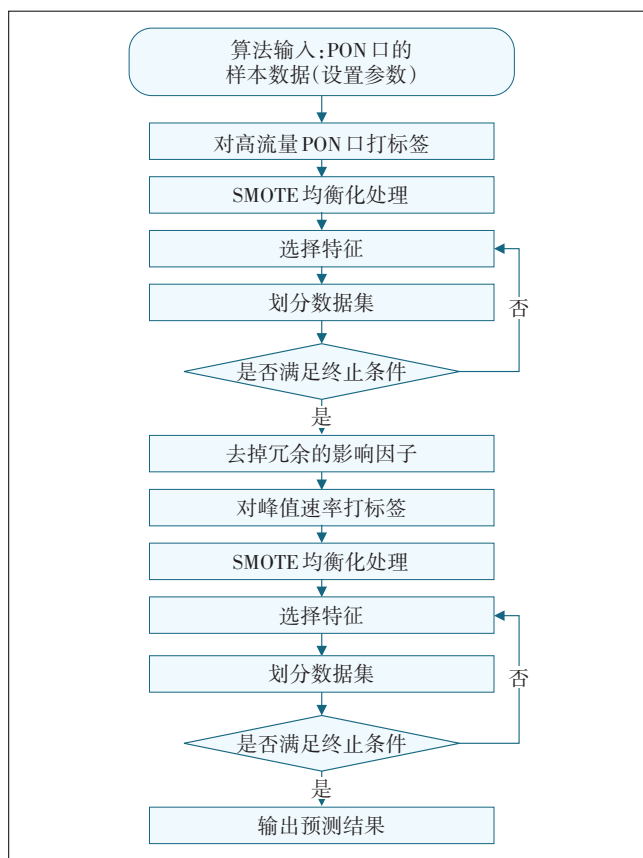 算法输入:PON口的
样本数据(设置参数)
对高流量PON口打标签
SMOTE均衡化处理
选择特征
划分数据集
否
是否满足终止条件
是
去掉冗余的影响因子
对峰值速率打标签
SMOTE均衡化处理
选择特征
划分数据集
否
是否满足终止条件
是
输出预测结果